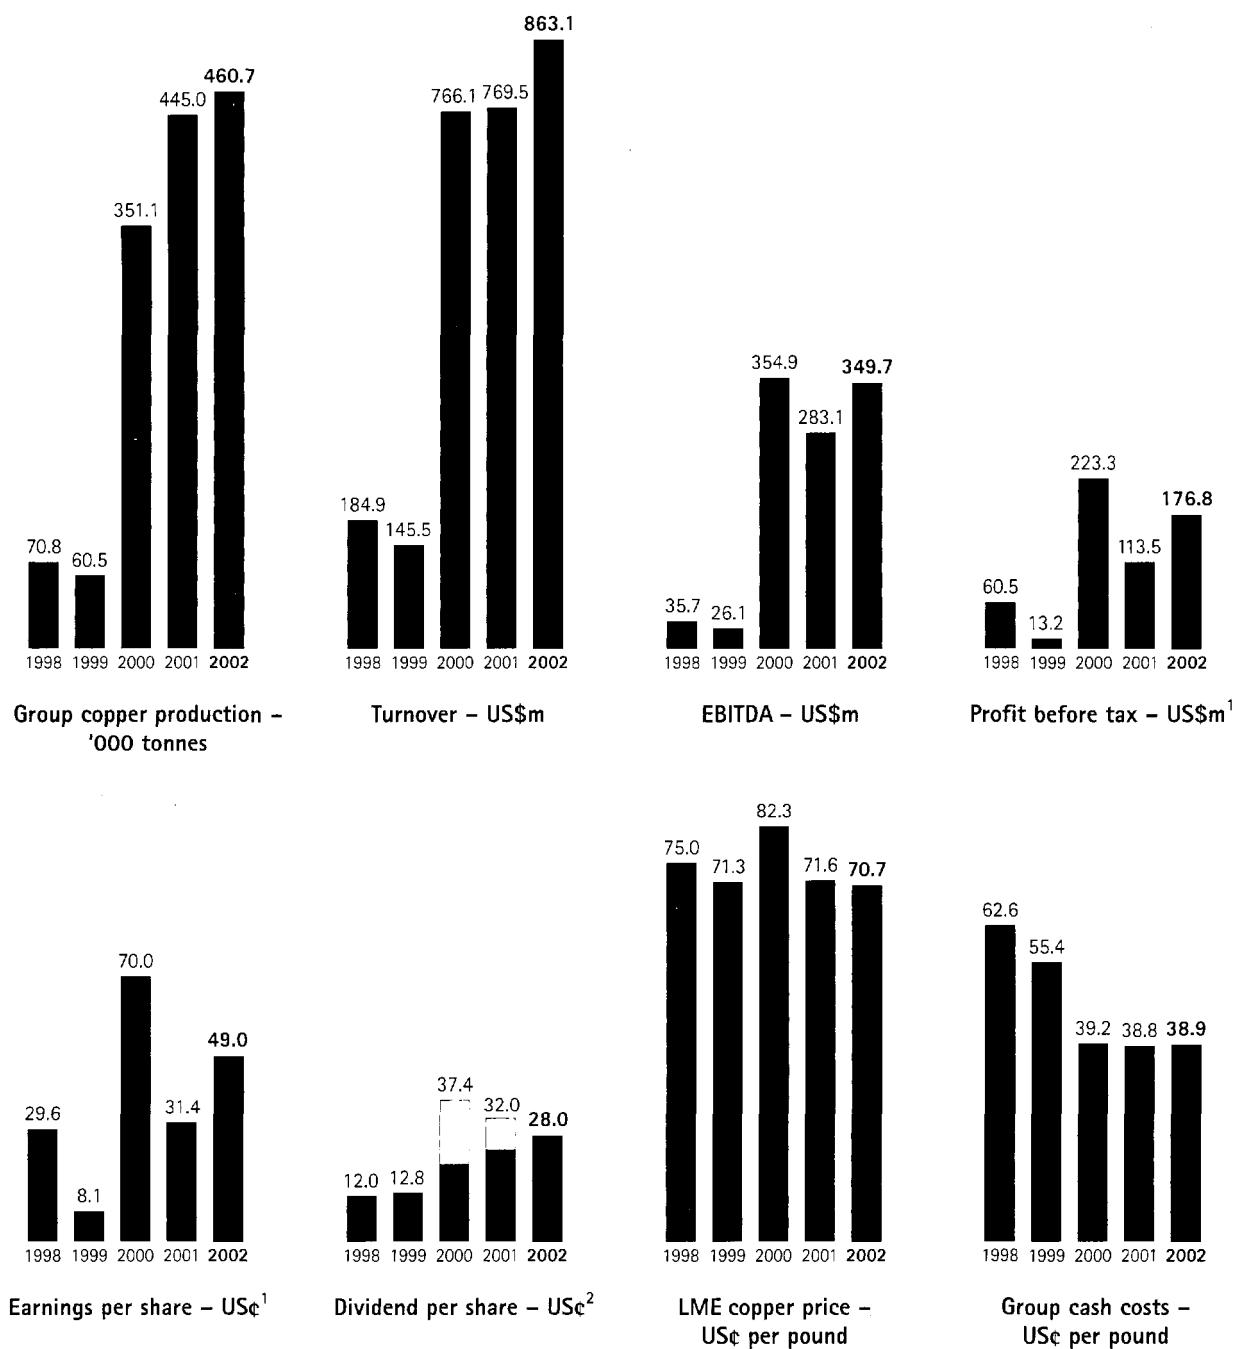 70.8 60.5 351.1 445.0 460.7
1998 1999 2000 2001 2002
Group copper production –
'000 tonnes
184.9 145.5 766.1 769.5 863.1
1998 1999 2000 2001 2002
Turnover – US$m
35.7 26.1 354.9 283.1 349.7
1998 1999 2000 2001 2002
EBITDA – US$m
60.5 13.2 223.3 113.5 176.8
1998 1999 2000 2001 2002
Profit before tax – US$m¹
29.6 8.1 70.0 31.4 49.0
1998 1999 2000 2001 2002
Earnings per share – US¢¹
12.0 12.8 37.4 32.0 28.0
1998 1999 2000 2001 2002
Dividend per share – US¢²
75.0 71.3 82.3 71.6 70.7
1998 1999 2000 2001 2002
LME copper price –
US¢ per pound
62.6 55.4 39.2 38.8 38.9
1998 1999 2000 2001 2002
Group cash costs –
US¢ per pound